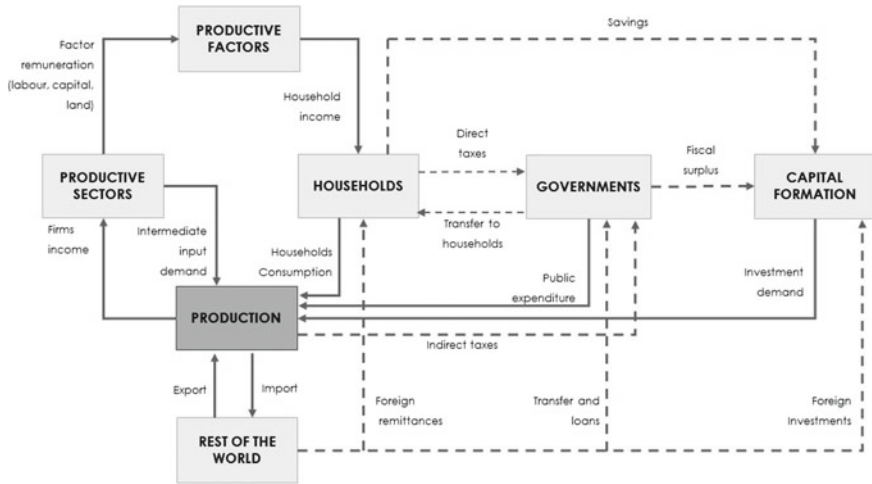 Savings
Factor
remuneration
(labour, capital,
land)
PRODUCTIVE
FACTORS
Household
income
Direct
taxes
Fiscal
surplus
PRODUCTIVE
SECTORS
HOUSEHOLDS
GOVERNMENTS
CAPITAL
FORMATION
Firms
income
Intermediate
input
demand
Households
Consumption
Transfer to
households
Public
expenditure
Investment
demand
PRODUCTION
Indirect taxes
Export
Import
Foreign
remittances
Transfer and
loans
Foreign
Investments
REST OF THE
WORLD